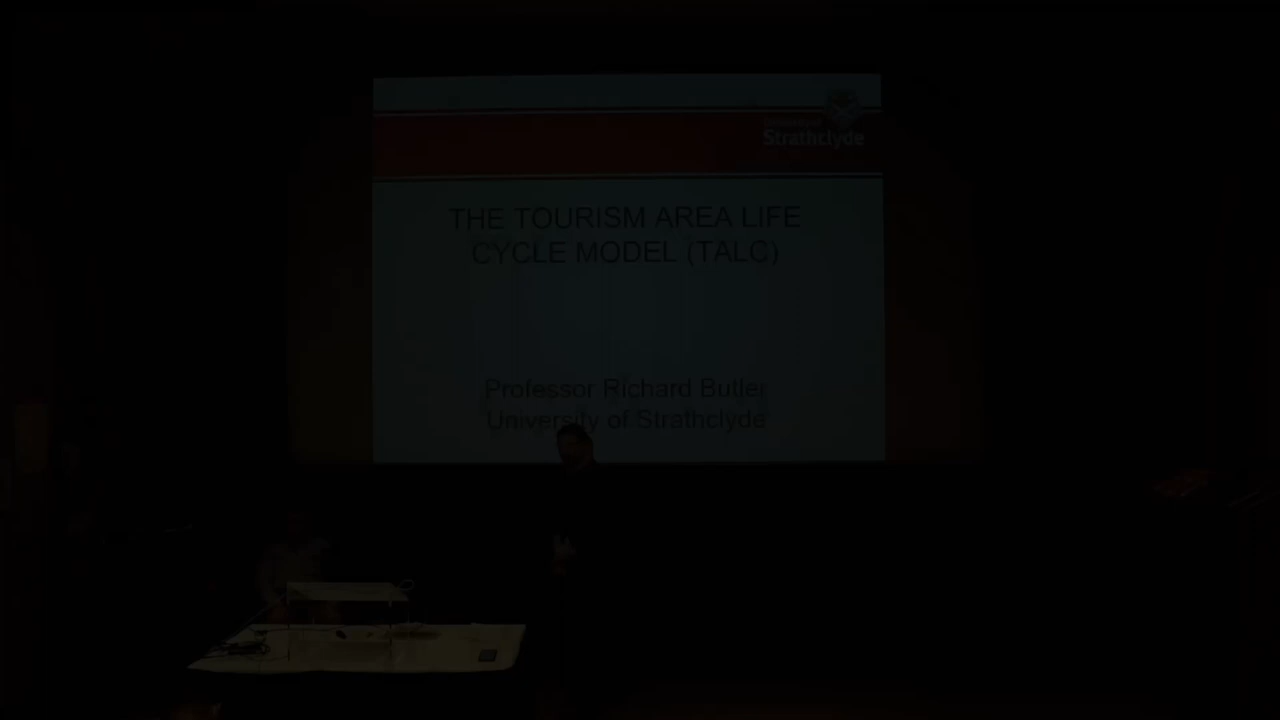 Strathclyde
THE TOURISM AREA LIFE
CYCLE MODEL (TALC)
Professor Richard Butler
University of Strathclyde